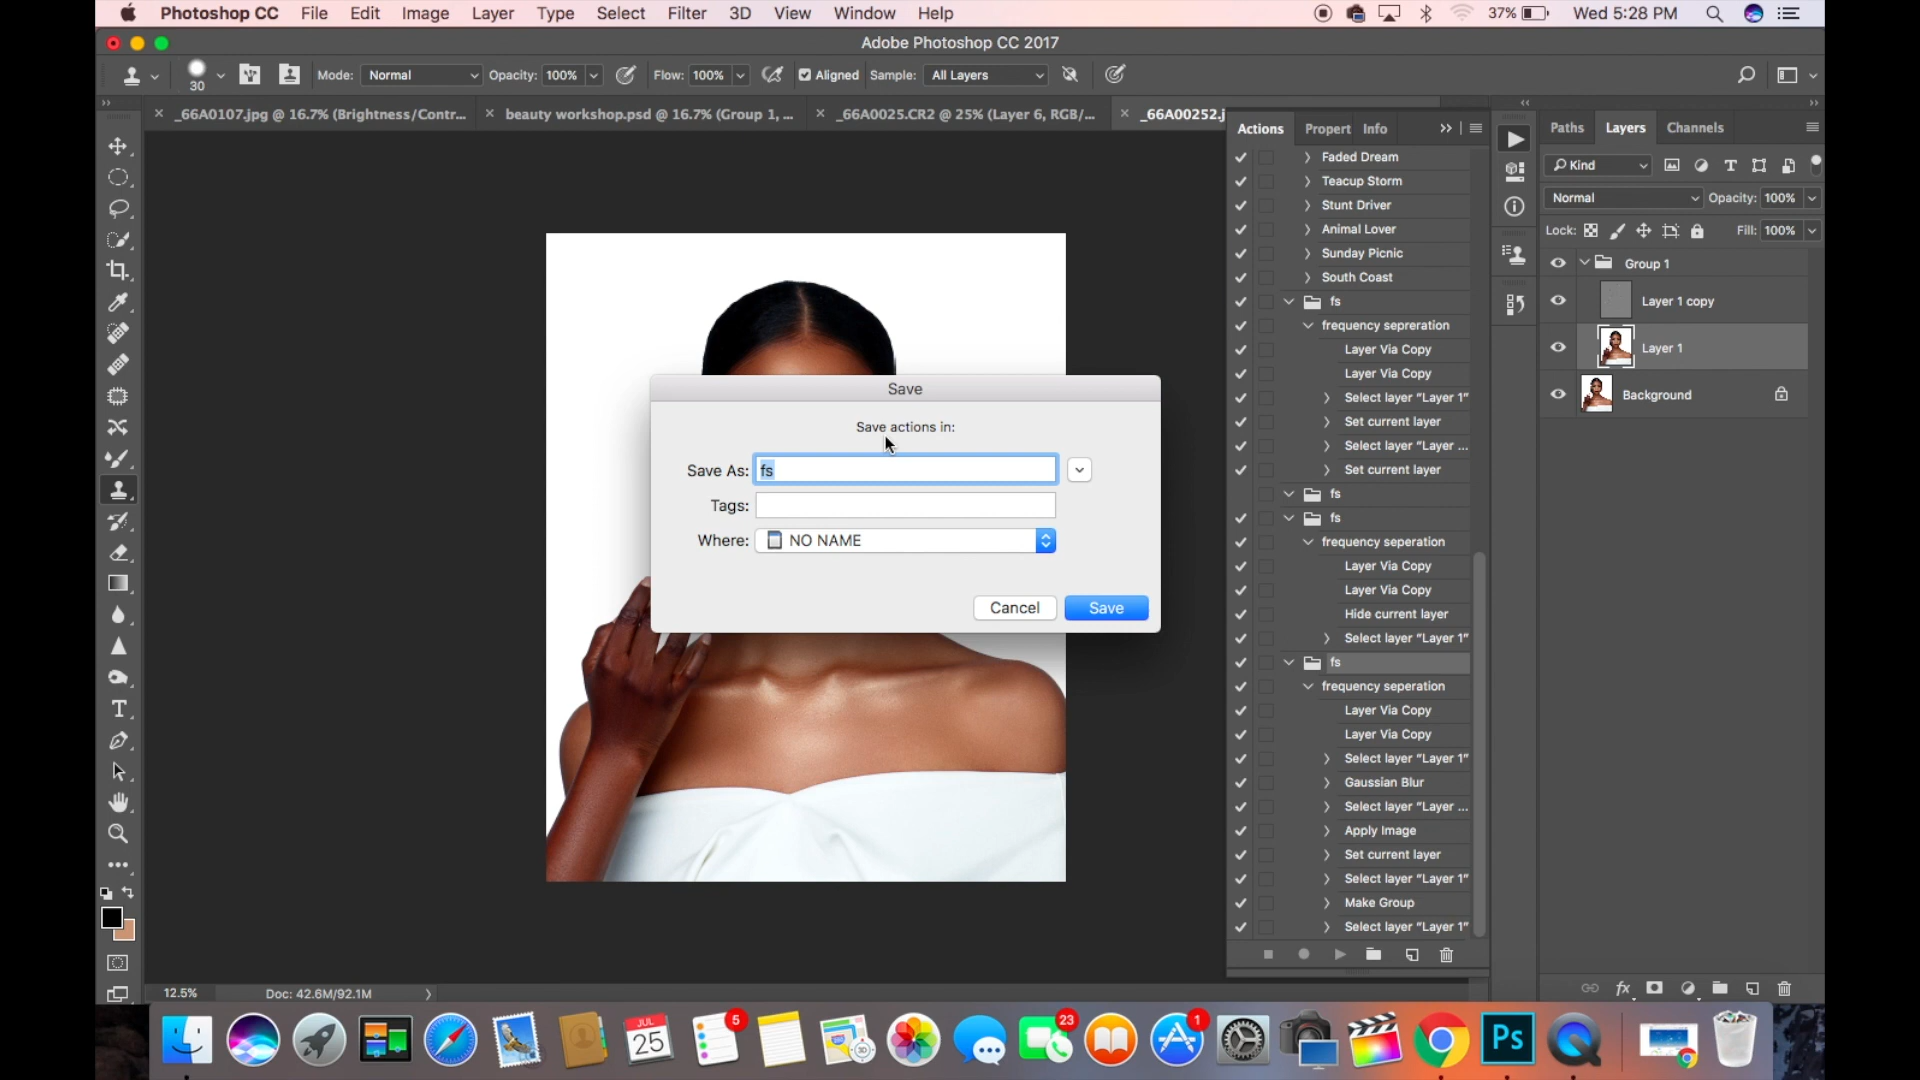 Photoshop CC File Edit Image Layer Type Select Filter 3D View Window Help 37% Wed 5:28 PM
Adobe Photoshop CC 2017
30 Mode: Normal Opacity: 100% Flow: 100% Aligned Sample: All Layers
_66A0107.jpg @ 16.7% (Brightness/Contr... beauty workshop.psd @ 16.7% (Group 1, ... _66A0025.CR2 @ 25% (Layer 6, RGB/... _66A00252.j
Actions Propert Info
Faded Dream
Teacup Storm
Stunt Driver
Animal Lover
Sunday Picnic
South Coast
fs
frequency sepreration
Layer Via Copy
Layer Via Copy
Select layer "Layer 1"
Set current layer
Select layer "Layer ...
Set current layer
fs
fs
frequency seperation
Layer Via Copy
Layer Via Copy
Hide current layer
Select layer "Layer 1"
fs
frequency seperation
Layer Via Copy
Layer Via Copy
Select layer "Layer 1"
Gaussian Blur
Select layer "Layer ...
Apply Image
Set current layer
Select layer "Layer 1"
Make Group
Select layer "Layer 1"
Paths Layers Channels
Kind
Normal Opacity: 100%
Lock: Fill: 100%
Group 1
Layer 1 copy
Layer 1
Background
fx
Save
Save actions in:
Save As: fs
Tags:
Where: NO NAME
Cancel Save
12.5% Doc: 42.6M/92.1M
JUL
25
5
3D
23
1
Ps